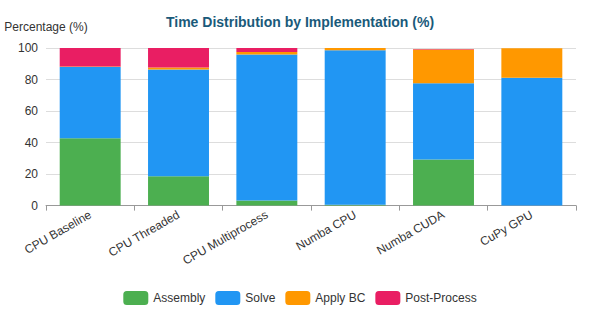 Time Distribution by Implementation (%)
Percentage (%)
100
80
60
40
20
0
CPU Baseline
CPU Threaded
CPU Multiprocess
Numba CPU
Numba CUDA
CuPy GPU
Assembly Solve Apply BC Post-Process